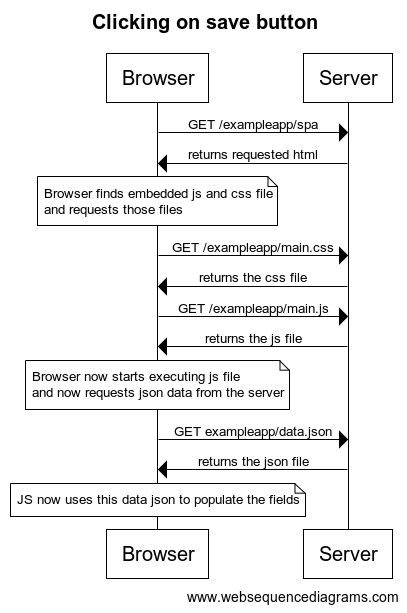 Clicking on save button
Browser
Server
GET /exampleapp/spa
returns requested html
Browser finds embedded js and css file
and requests those files
GET /exampleapp/main.css
returns the css file
GET /exampleapp/main.js
returns the js file
Browser now starts executing js file
and now requests json data from the server
GET exampleapp/data.json
returns the json file
JS now uses this data json to populate the fields
Browser
Server
www.websequencediagrams.com